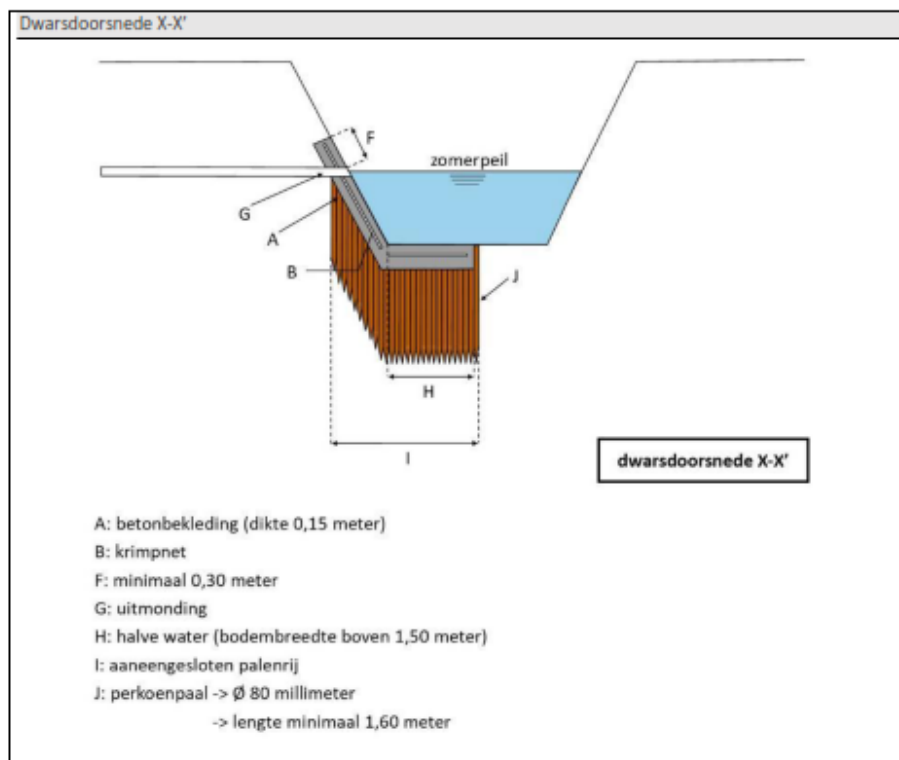 Dwarsdoorsnede X-X'
F
zomerpeil
G
A
B
J
H
I
dwarsdoorsnede X-X'
A: betonbekleding (dikte 0,15 meter)
B: krimpnet
F: minimaal 0,30 meter
G: uitmonding
H: halve water (bodembreedte boven 1,50 meter)
I: aaneengesloten palenrij
J: perkoenpaal -> Ø 80 millimeter
-> lengte minimaal 1,60 meter